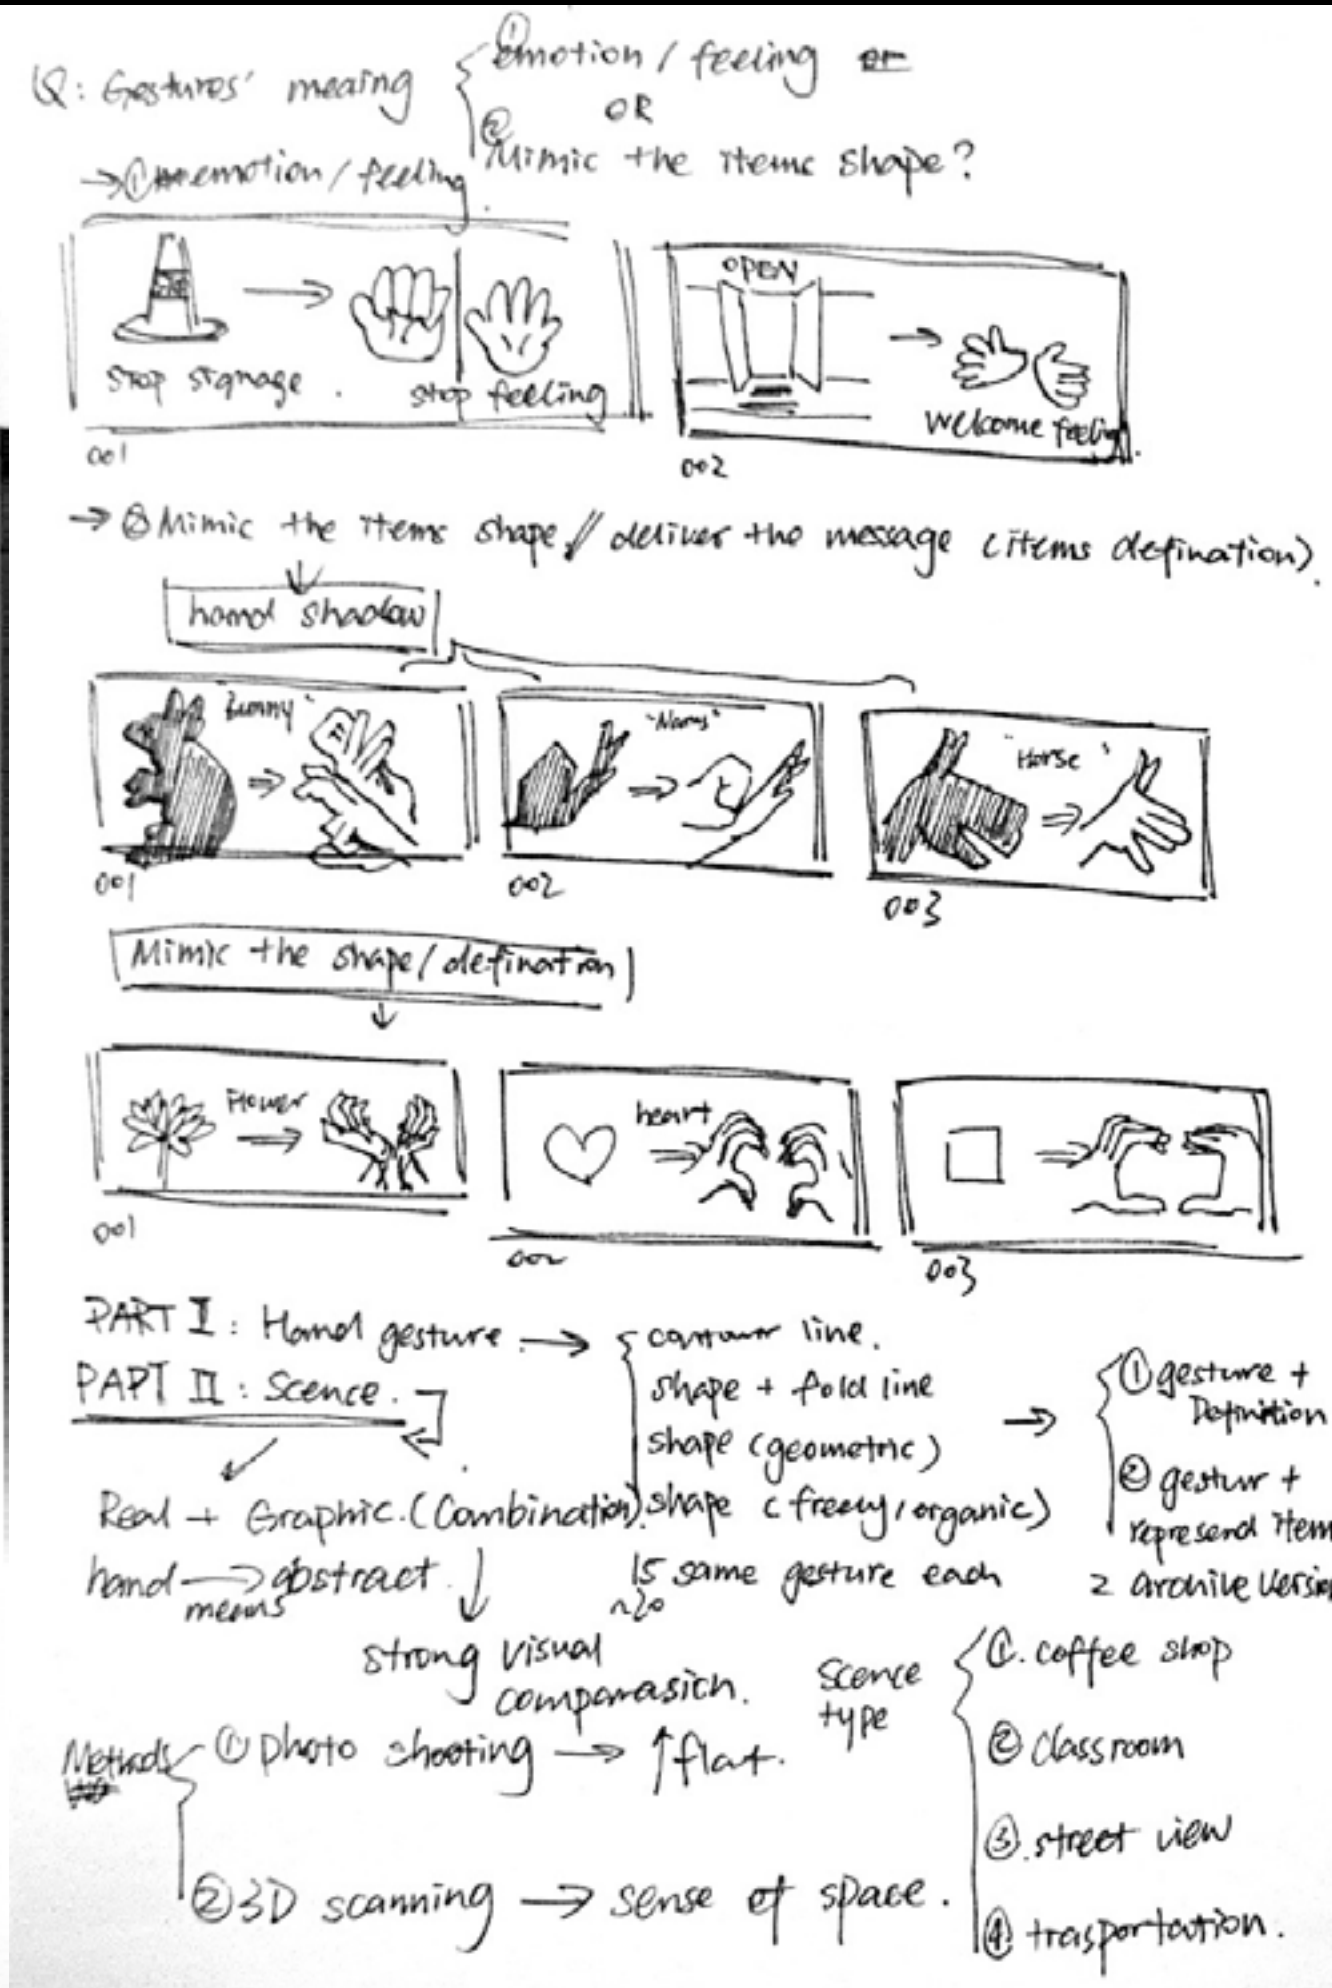 Q: Gestures' meaing
① emotion / feeling or
OR
② Mimic the items shape?
→ ① emotion / feeling.
stop signage.
stop feeling
001
OPEN
welcome feeling.
002
→ ② Mimic the items shape // deliver the message (items defination).
hand shadow
"Bunny"
001
002
"Horse"
003
Mimic the shape / defination
Flower
001
heart
002
003
PART I: Hand gesture. →
contour line.
shape + fold line
shape (geometric)
shape (freely / organic)
15 same gesture each
~20
→ ① gesture +
Definition
② gestur +
represend item
2 archive version
PART II: Scence.
Real + Graphic. (Combination).
hand → abstract.
means
strong visual
comparasion.
Methods
① photo shooting → ↑ flat.
② 3D scanning → sense of space.
scence
type
①. coffee shop
② classroom
③. street view
④ trasportation.